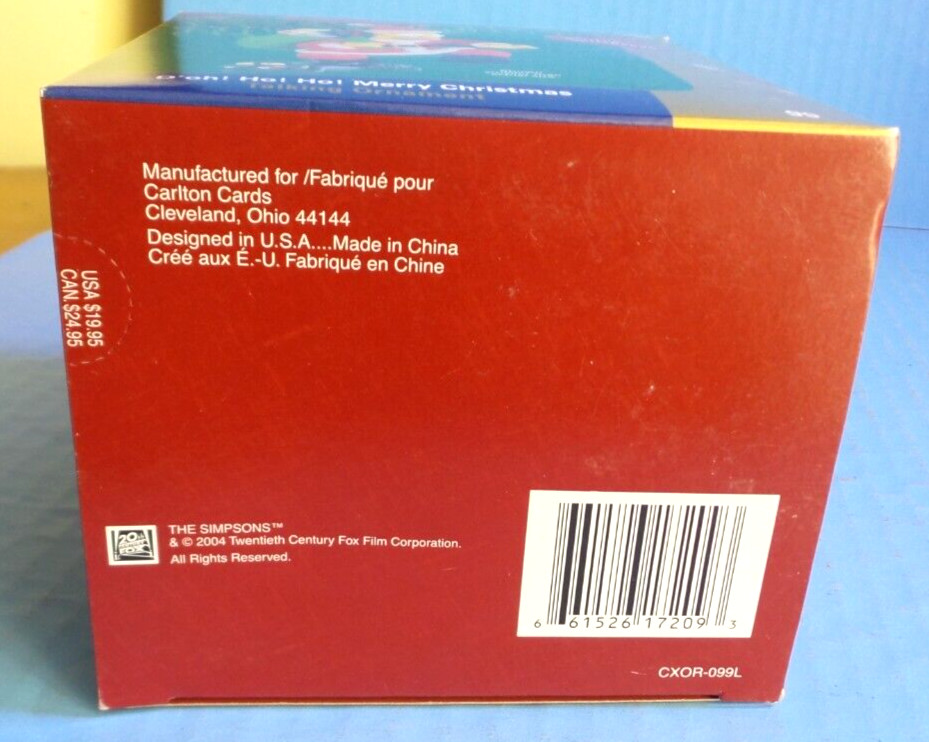 D'oh! Ho! Ho! Merry Christmas
Talking Ornament
Manufactured for /Fabriqué pour
Carlton Cards
Cleveland, Ohio 44144
Designed in U.S.A....Made in China
Créé aux É.-U. Fabriqué en Chine
USA $19.95
CAN. $24.95
20th
FOX
THE SIMPSONS™
& © 2004 Twentieth Century Fox Film Corporation.
All Rights Reserved.
6 61526 17209 3
CXOR-099L